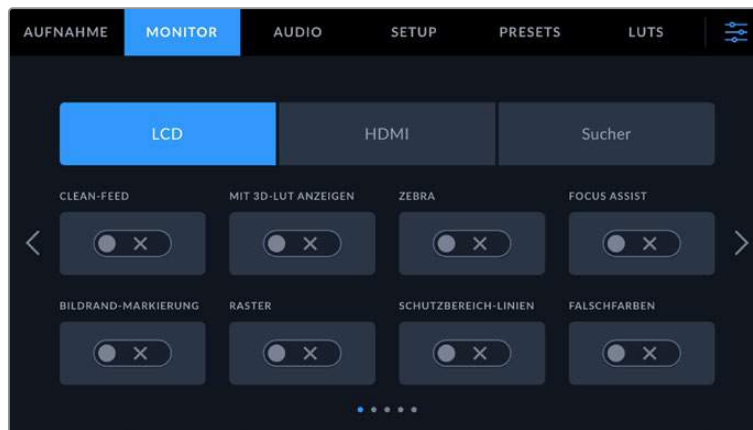 AUFNAHME MONITOR AUDIO SETUP PRESETS LUTS
LCD HDMI Sucher
CLEAN-FEED MIT 3D-LUT ANZEIGEN ZEBRA FOCUS ASSIST
BILDRAND-MARKIERUNG RASTER SCHUTZBEREICH-LINIEN FALSCHFARBEN